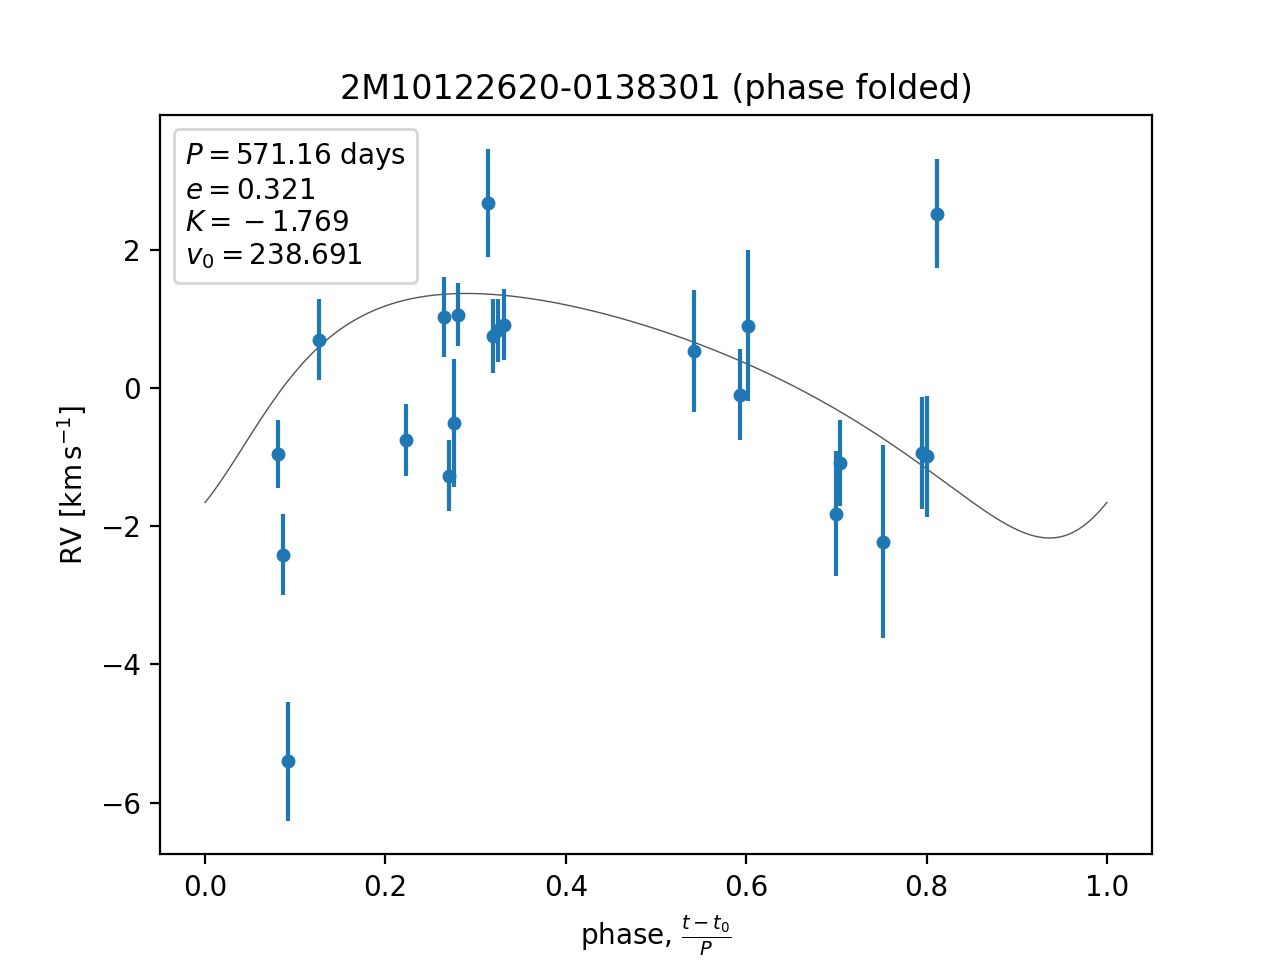 2M10122620-0138301 (phase folded)
P = 571.16 days
e = 0.321
K = −1.769
v₀ = 238.691
RV [km s⁻¹]
2
0
−2
−4
−6
0.0 0.2 0.4 0.6 0.8 1.0
phase, (t − t₀)/P